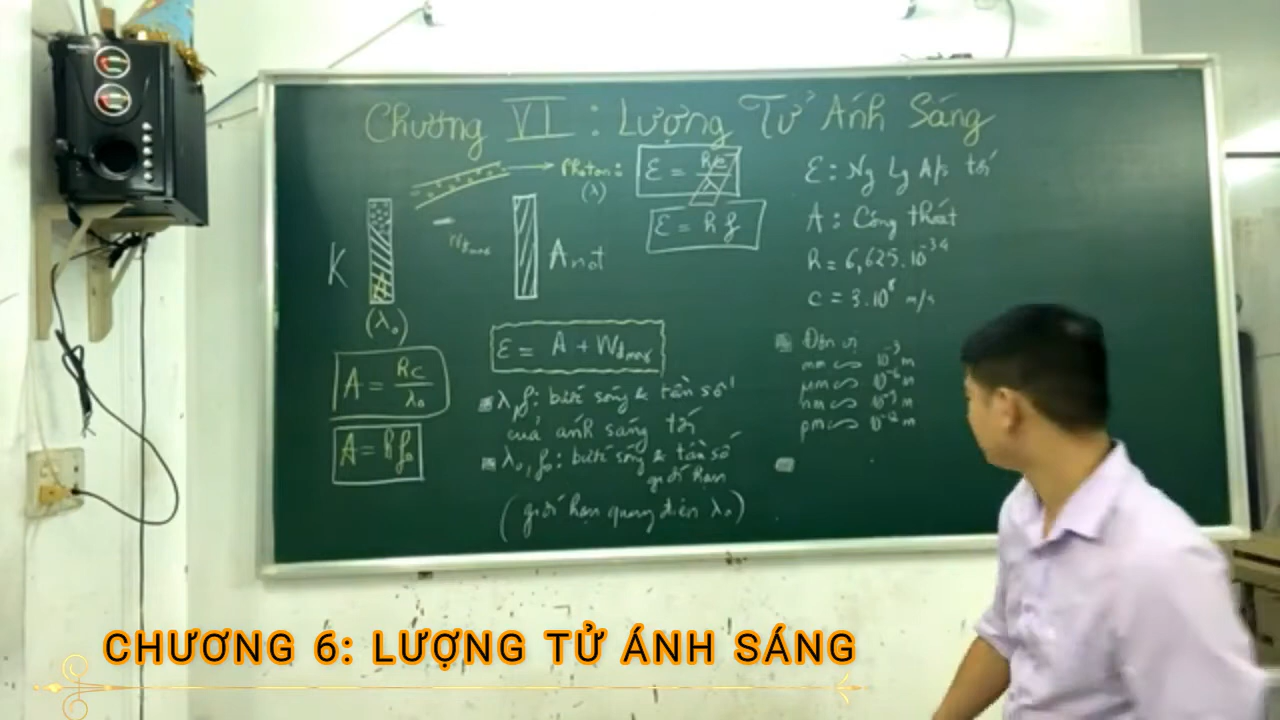 Chương VI : Lượng Tử Ánh Sáng
Photon:
(λ)
ε = hc/λ
ε = hf
K
(λ₀)
Wđmax
Anot
A = hc/λ₀
A = hf₀
ε = A + Wđmax
λ, f: bước sóng & tần số
của ánh sáng tới
λ₀, f₀: bước sóng & tần số
giới hạn
(giới hạn quang điện λ₀)
A: Công thoát
h = 6,625.10⁻³⁴
c = 3.10⁸ m/s
Đơn vị
mm 10⁻³ m
μm 10⁻⁶ m
nm 10⁻⁹ m
pm 10⁻¹² m
CHƯƠNG 6: LƯỢNG TỬ ÁNH SÁNG